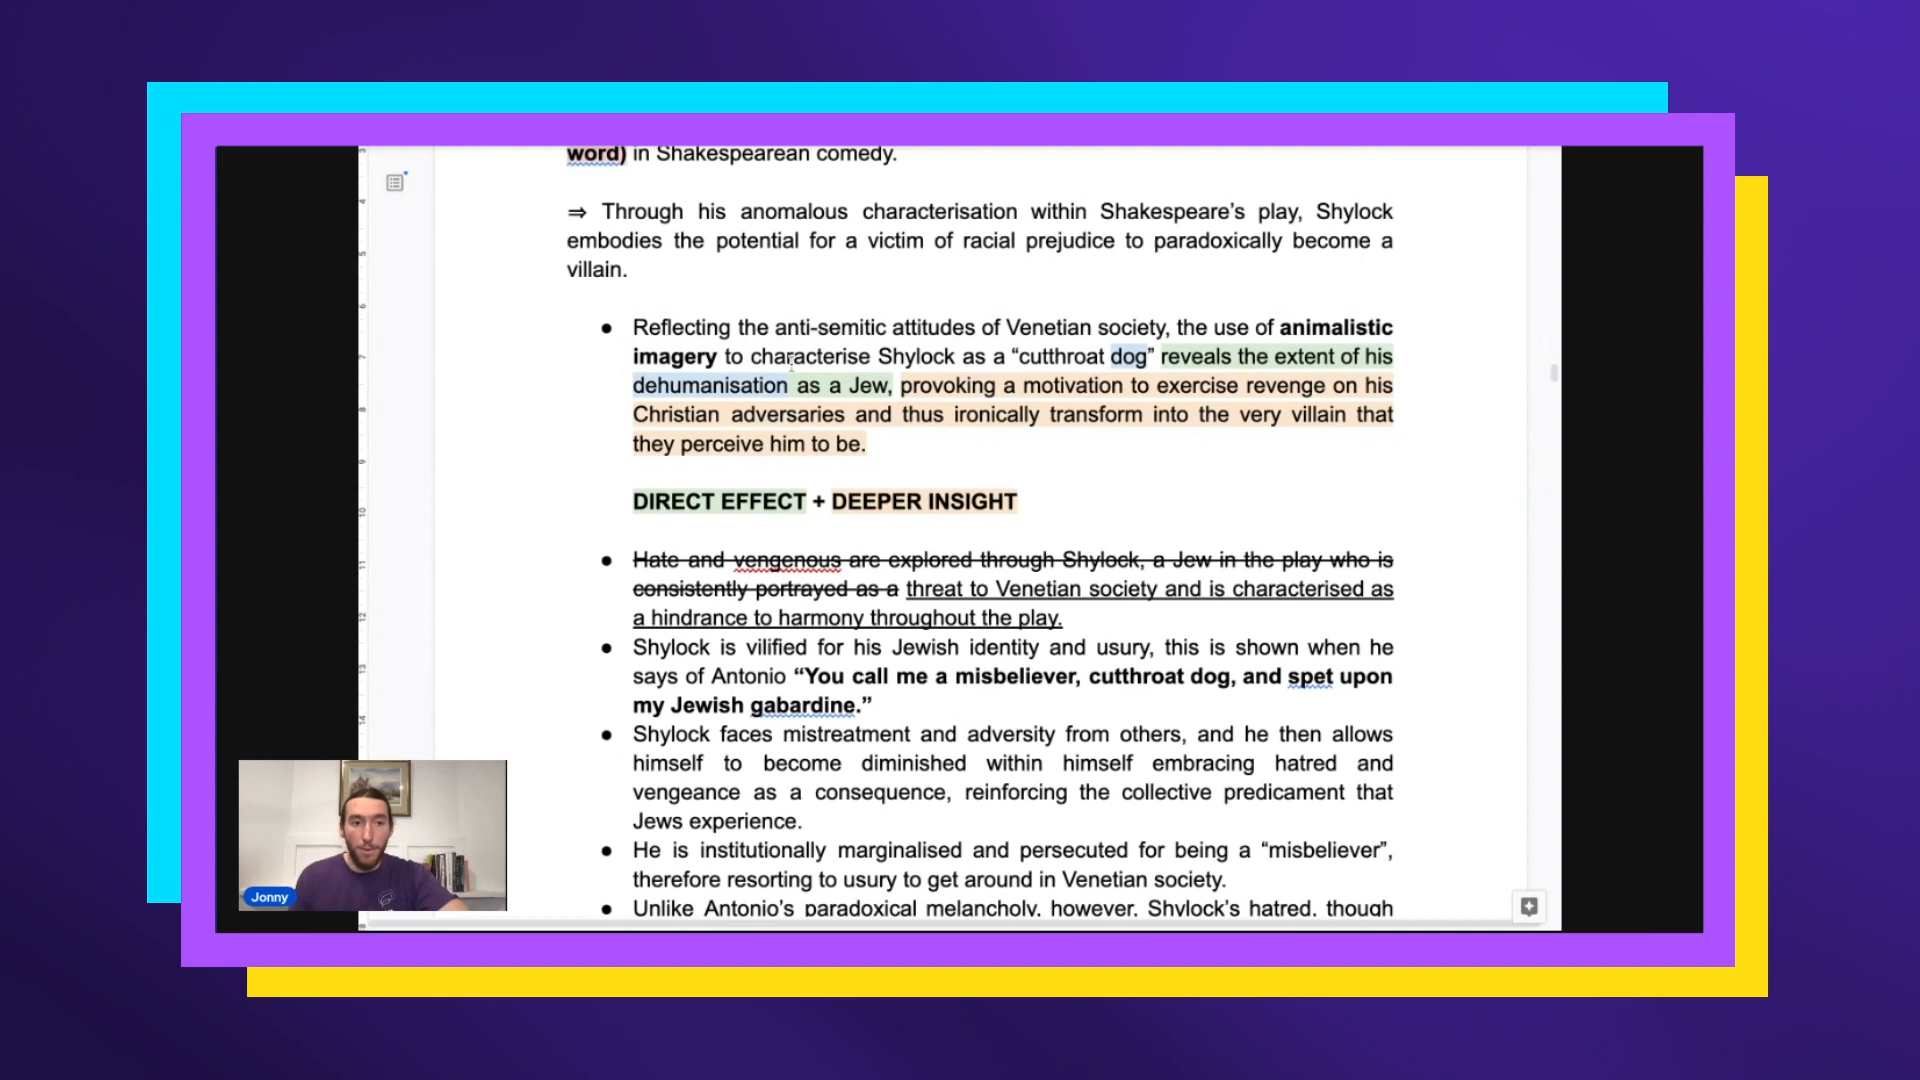 word) in Shakespearean comedy.
⇒ Through his anomalous characterisation within Shakespeare’s play, Shylock
embodies the potential for a victim of racial prejudice to paradoxically become a
villain.
● Reflecting the anti-semitic attitudes of Venetian society, the use of animalistic
imagery to characterise Shylock as a “cutthroat dog” reveals the extent of his
dehumanisation as a Jew, provoking a motivation to exercise revenge on his
Christian adversaries and thus ironically transform into the very villain that
they perceive him to be.
DIRECT EFFECT + DEEPER INSIGHT
● Hate and vengenous are explored through Shylock, a Jew in the play who is
consistently portrayed as a threat to Venetian society and is characterised as
a hindrance to harmony throughout the play.
● Shylock is vilified for his Jewish identity and usury, this is shown when he
says of Antonio “You call me a misbeliever, cutthroat dog, and spet upon
my Jewish gabardine.”
● Shylock faces mistreatment and adversity from others, and he then allows
himself to become diminished within himself embracing hatred and
vengeance as a consequence, reinforcing the collective predicament that
Jews experience.
● He is institutionally marginalised and persecuted for being a “misbeliever”,
therefore resorting to usury to get around in Venetian society.
● Unlike Antonio’s paradoxical melancholy, however, Shylock’s hatred, though
Jonny